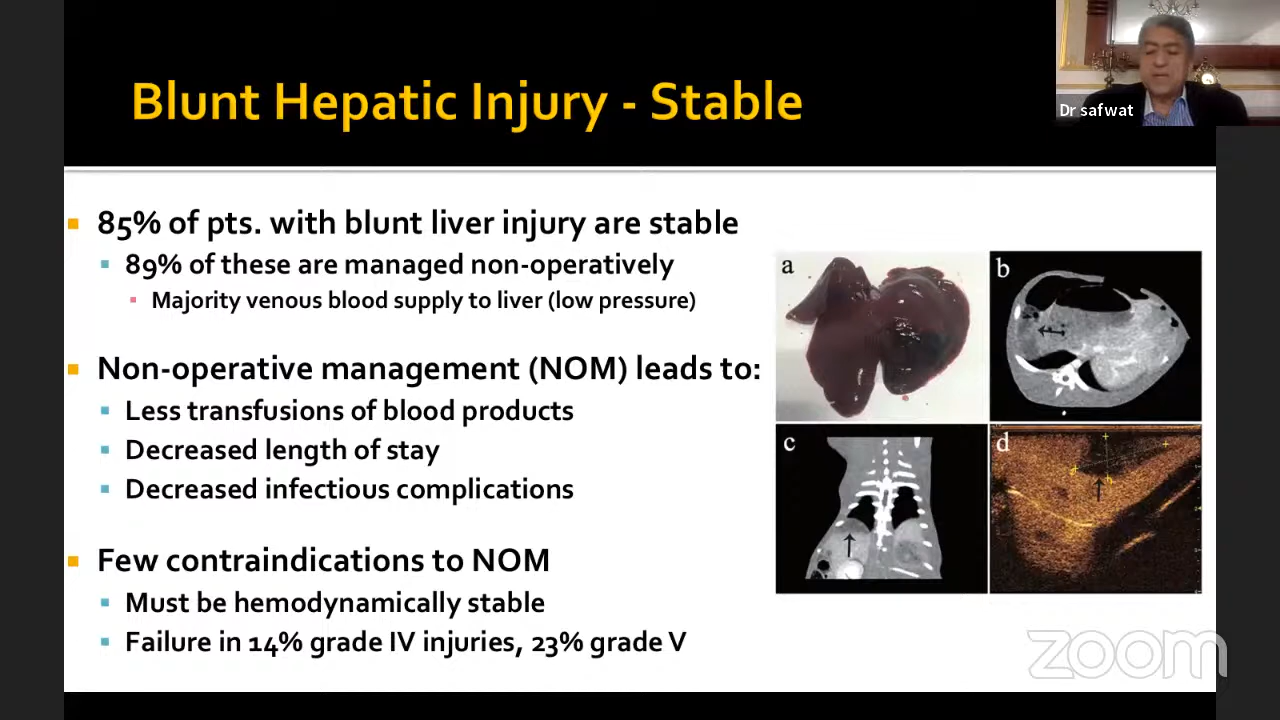 Blunt Hepatic Injury - Stable
Dr safwat
85% of pts. with blunt liver injury are stable
89% of these are managed non-operatively
Majority venous blood supply to liver (low pressure)
Non-operative management (NOM) leads to:
Less transfusions of blood products
Decreased length of stay
Decreased infectious complications
Few contraindications to NOM
Must be hemodynamically stable
Failure in 14% grade IV injuries, 23% grade V
a
b
c
d
zoom